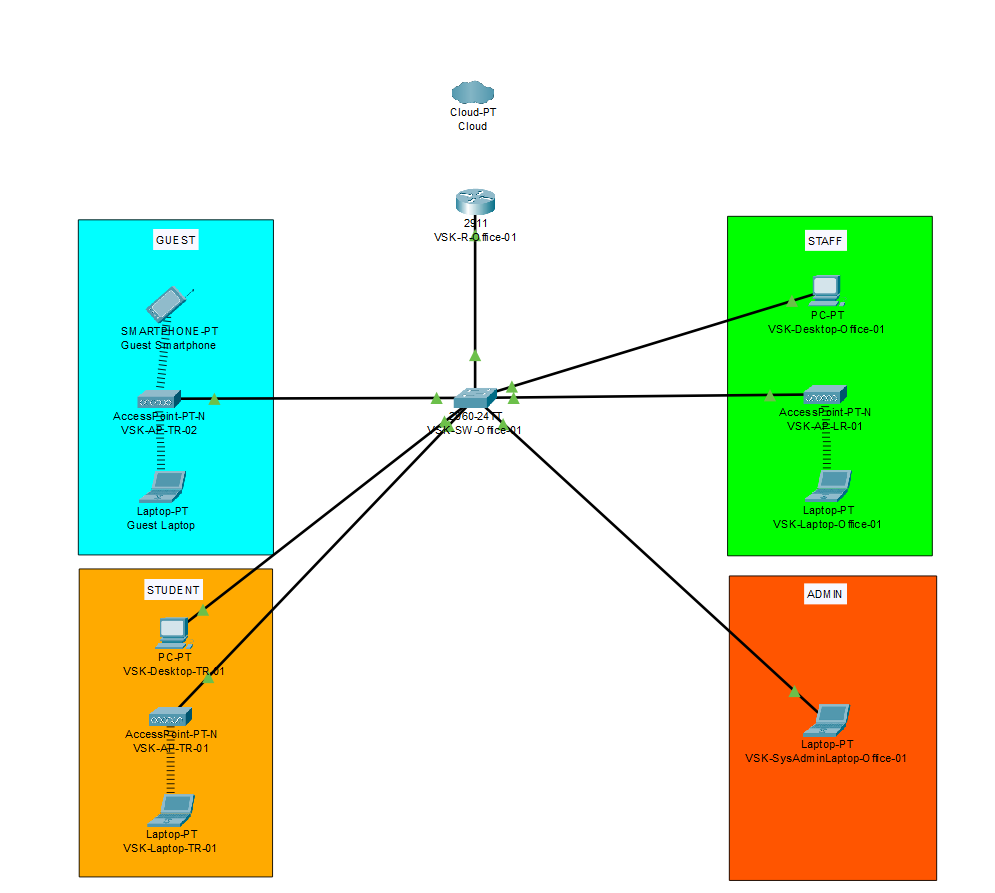 Cloud-PT
Cloud
2911
VSK-R-Office-01
GUEST
SMARTPHONE-PT
Guest Smartphone
AccessPoint-PT-N
VSK-AP-TR-02
Laptop-PT
Guest Laptop
2960-24TT
VSK-SW-Office-01
STAFF
PC-PT
VSK-Desktop-Office-01
AccessPoint-PT-N
VSK-AP-LR-01
Laptop-PT
VSK-Laptop-Office-01
STUDENT
PC-PT
VSK-Desktop-TR-01
AccessPoint-PT-N
VSK-AP-TR-01
Laptop-PT
VSK-Laptop-TR-01
ADMIN
Laptop-PT
VSK-SysAdminLaptop-Office-01